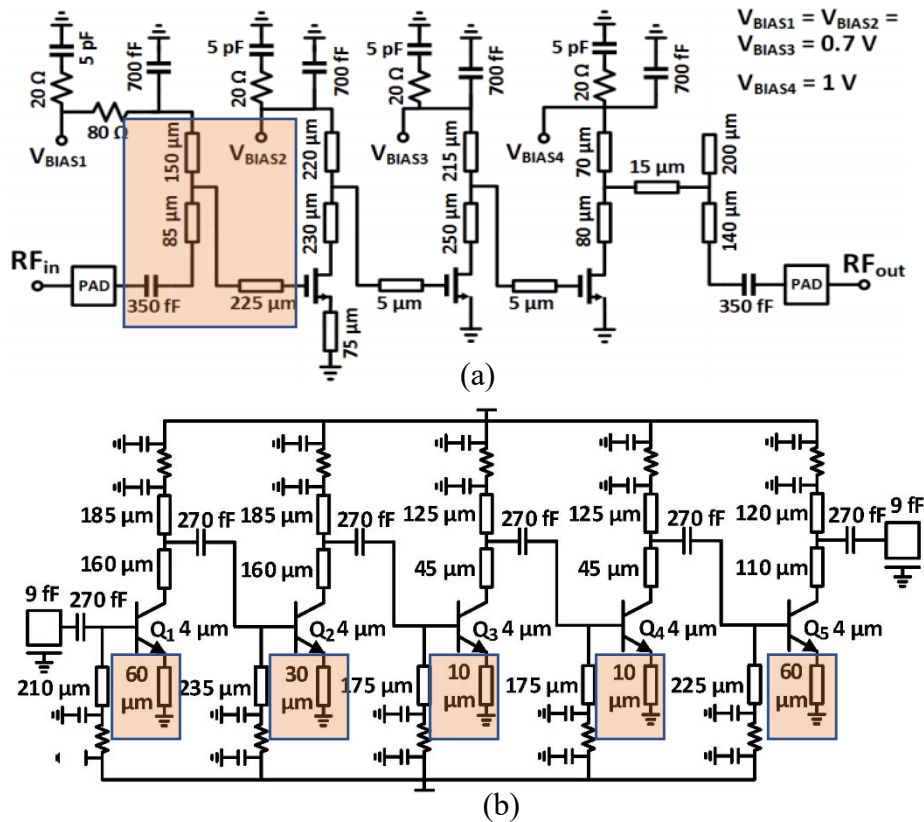 V_BIAS1 = V_BIAS2 =
V_BIAS3 = 0.7 V
V_BIAS4 = 1 V
5 pF
20 Ω
700 fF
80 Ω
V_BIAS1
150 µm
85 µm
RF_in
PAD
350 fF
225 µm
5 pF
20 Ω
700 fF
V_BIAS2
220 µm
230 µm
75 µm
5 pF
20 Ω
700 fF
V_BIAS3
215 µm
250 µm
5 µm
5 pF
20 Ω
700 fF
V_BIAS4
70 µm
80 µm
5 µm
15 µm
200 µm
140 µm
350 fF
PAD
RF_out
(a)
185 µm
270 fF
185 µm
270 fF
125 µm
270 fF
125 µm
270 fF
120 µm
270 fF
9 fF
160 µm
160 µm
45 µm
45 µm
110 µm
9 fF
270 fF
Q1 4 µm
Q2 4 µm
Q3 4 µm
Q4 4 µm
Q5 4 µm
210 µm
60
µm
235 µm
30
µm
175 µm
10
µm
175 µm
10
µm
225 µm
60
µm
(b)